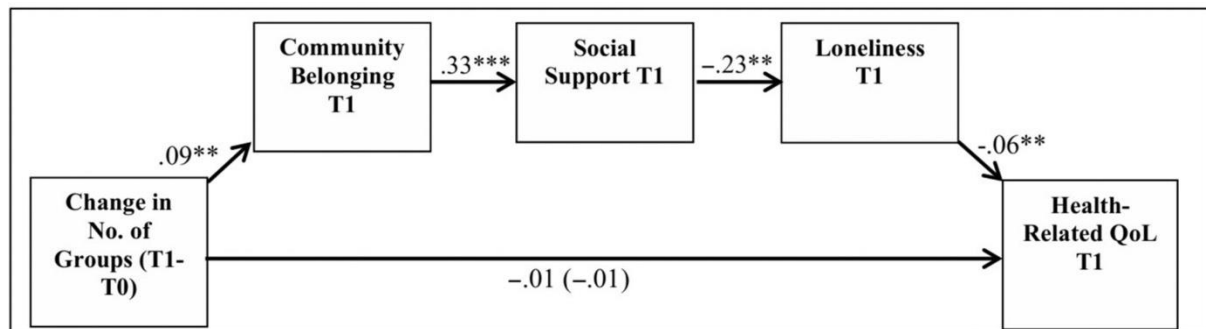 Community
Belonging
T1
.33***
Social
Support T1
−.23**
Loneliness
T1
.09**
-.06**
Change in
No. of
Groups (T1-
T0)
−.01 (−.01)
Health-
Related QoL
T1